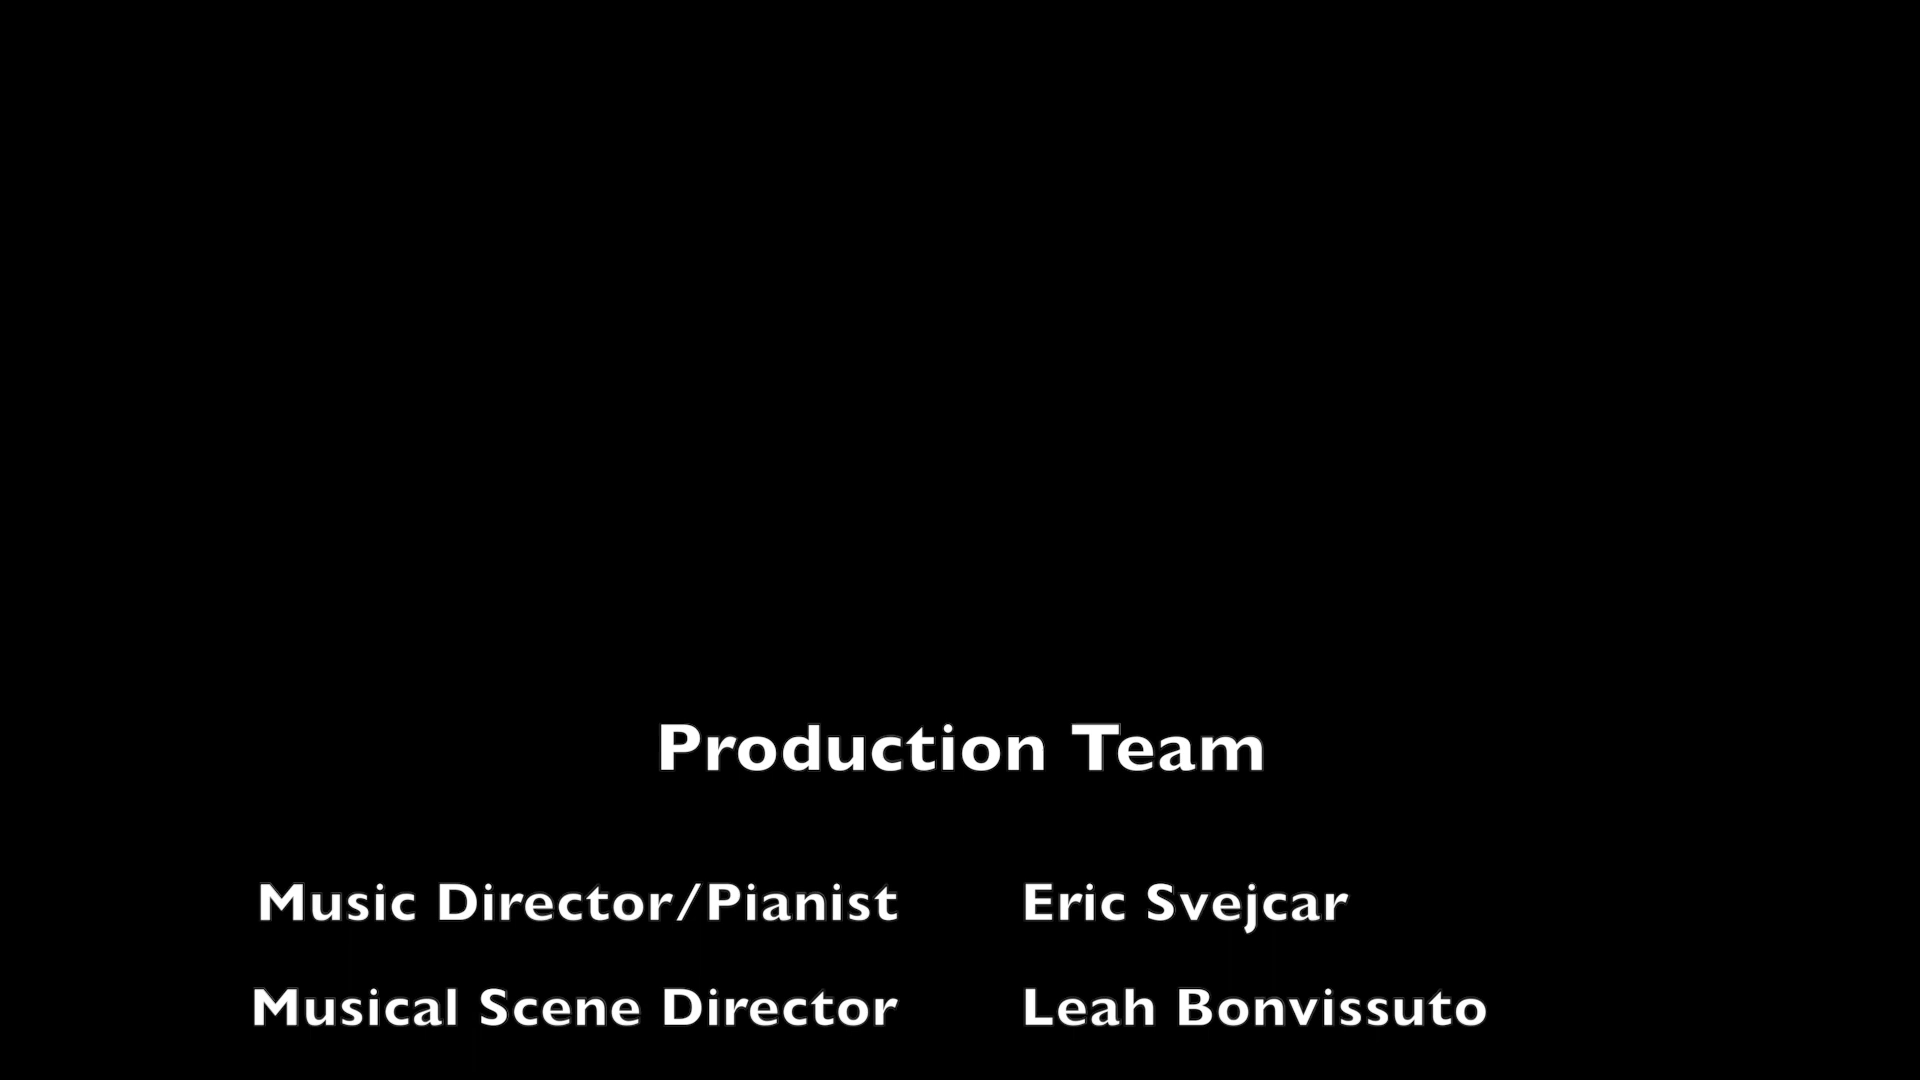 Production Team
Music Director/Pianist Eric Svejcar
Musical Scene Director Leah Bonvissuto